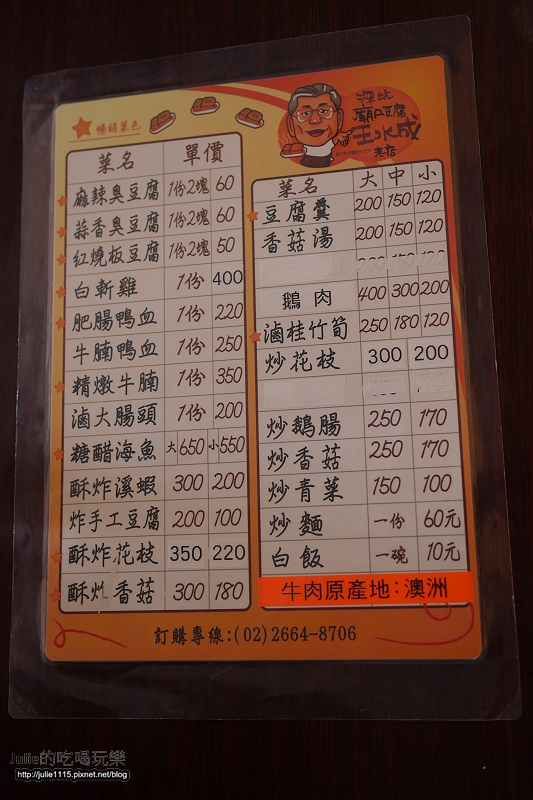 暢銷菜色
深坑
廟口豆腐
王水成
老店
菜名 單價
麻辣臭豆腐 1份2塊 60
蒜香臭豆腐 1份2塊 60
紅燒板豆腐 1份2塊 50
白斬雞 1份 400
肥腸鴨血 1份 220
牛腩鴨血 1份 250
精燉牛腩 1份 350
滷大腸頭 1份 200
糖醋海魚 大650 小550
酥炸溪蝦 300 200
炸手工豆腐 200 100
酥炸花枝 350 220
酥炸香菇 300 180
菜名 大 中 小
豆腐羹 200 150 120
香菇湯 200 150 120
鵝肉 400 300 200
滷桂竹筍 250 180 120
炒花枝 300 200
炒鵝腸 250 170
炒香菇 250 170
炒青菜 150 100
炒麵 一份 60元
白飯 一碗 10元
牛肉原產地:澳洲
訂購專線:(02)2664-8706
Julie的吃喝玩樂
http://julie1115.pixnet.net/blog